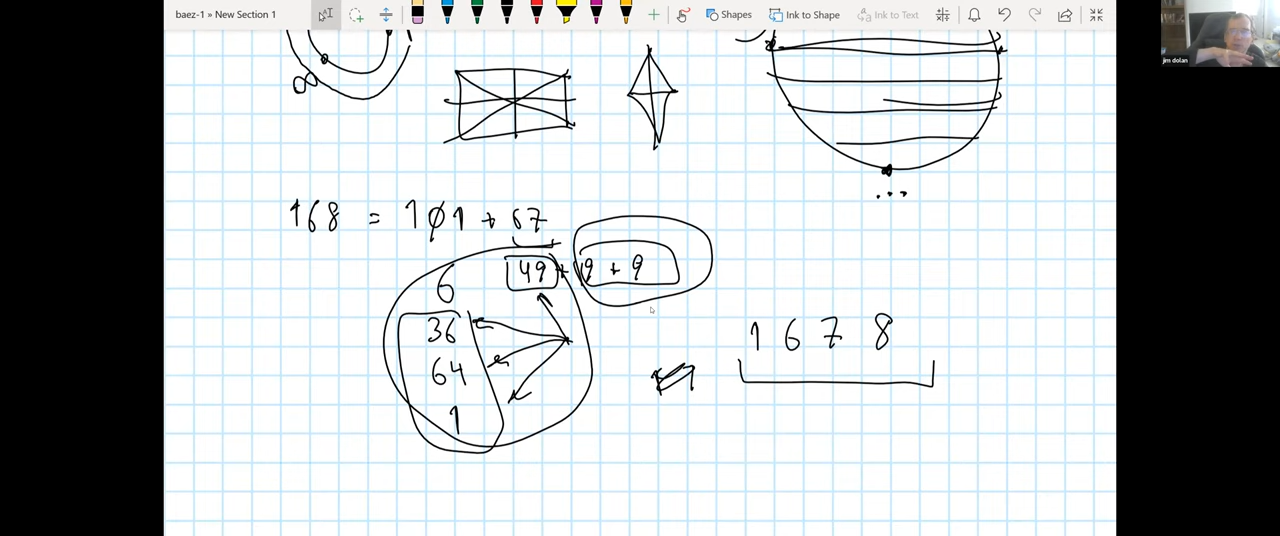 baez-1 » New Section 1
Shapes
Ink to Shape
Ink to Text
jim dolan
∞
...
168 = 101 + 67
6 49 + 9 + 9
36
1 6 7 8
64
1